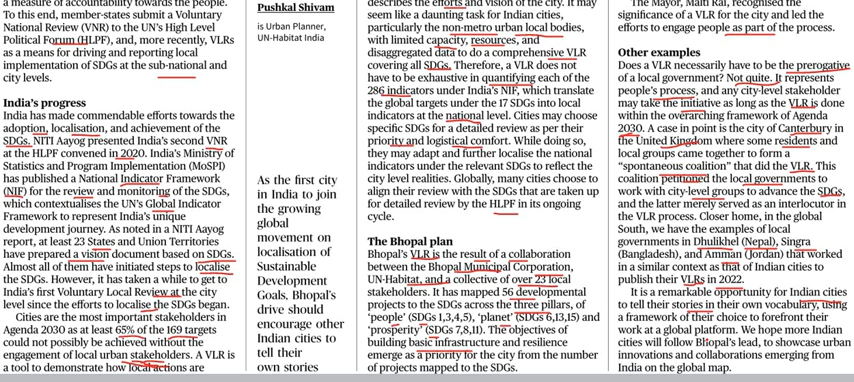 a measure of accountability towards the people.
To this end, member-states submit a Voluntary
National Review (VNR) to the UN's High Level
Political Forum (HLPF), and, more recently, VLRs
as a means for driving and reporting local
implementation of SDGs at the sub-national and
city levels.
India's progress
India has made commendable efforts towards the
adoption, localisation, and achievement of the
SDGs. NITI Aayog presented India's second VNR
at the HLPF convened in 2020. India's Ministry of
Statistics and Program Implementation (MoSPI)
has published a National Indicator Framework
(NIF) for the review and monitoring of the SDGs,
which contextualises the UN's Global Indicator
Framework to represent India's unique
development journey. As noted in a NITI Aayog
report, at least 23 States and Union Territories
have prepared a vision document based on SDGs.
Almost all of them have initiated steps to localise
the SDGs. However, it has taken a while to get to
India's first Voluntary Local Review at the city
level since the efforts to localise the SDGs began.
Cities are the most important stakeholders in
Agenda 2030 as at least 65% of the 169 targets
could not possibly be achieved without the
engagement of local urban stakeholders. A VLR is
a tool to demonstrate how local actions are
Pushkal Shivam
is Urban Planner,
UN-Habitat India
As the first city
in India to join
the growing
global
movement on
localisation of
Sustainable
Development
Goals, Bhopal's
drive should
encourage other
Indian cities to
tell their
own stories
describes the efforts and vision of the city. It may
seem like a daunting task for Indian cities,
particularly the non-metro urban local bodies,
with limited capacity, resources, and
disaggregated data to do a comprehensive VLR
covering all SDGs. Therefore, a VLR does not
have to be exhaustive in quantifying each of the
286 indicators under India's NIF, which translate
the global targets under the 17 SDGs into local
indicators at the national level. Cities may choose
specific SDGs for a detailed review as per their
priority and logistical comfort. While doing so,
they may adapt and further localise the national
indicators under the relevant SDGs to reflect the
city level realities. Globally, many cities choose to
align their review with the SDGs that are taken up
for detailed review by the HLPF in its ongoing
cycle.
The Bhopal plan
Bhopal's VLR is the result of a collaboration
between the Bhopal Municipal Corporation,
UN-Habitat, and a collective of over 23 local
stakeholders. It has mapped 56 developmental
projects to the SDGs across three pillars, of
'people' (SDGs 1,3,4,5), 'planet' (SDGs 6,13,15) and
'prosperity' (SDGs 7,8,11). The objectives of
building basic infrastructure and resilience
emerge as a priority for the city from the number
of projects mapped to the SDGs.
The Mayor, Malti Rai, recognised the
significance of a VLR for the city and led the
efforts to engage people as part of the process.
Other examples
Does a VLR necessarily have to be the prerogative
of a local government? Not quite. It represents
people's process, and any city-level stakeholder
may take the initiative as long as the VLR is done
within the overarching framework of Agenda
2030. A case in point is the city of Canterbury in
the United Kingdom where some residents and
local groups came together to form a
"spontaneous coalition" that did the VLR. This
coalition petitioned the local governments to
work with city-level groups to advance the SDGs,
and the latter merely served as an interlocutor in
the VLR process. Closer home, in the global
South, we have the examples of local
governments in Dhulikhel (Nepal), Singra
(Bangladesh), and Amman (Jordan) that worked
in a similar context as that of Indian cities to
publish their VLRs in 2022.
It is a remarkable opportunity for Indian cities
to tell their stories in their own vocabulary, using
a framework of their choice to forefront their
work at a global platform. We hope more Indian
cities will follow Bhopal's lead, to showcase urban
innovations and collaborations emerging from
India on the global map.